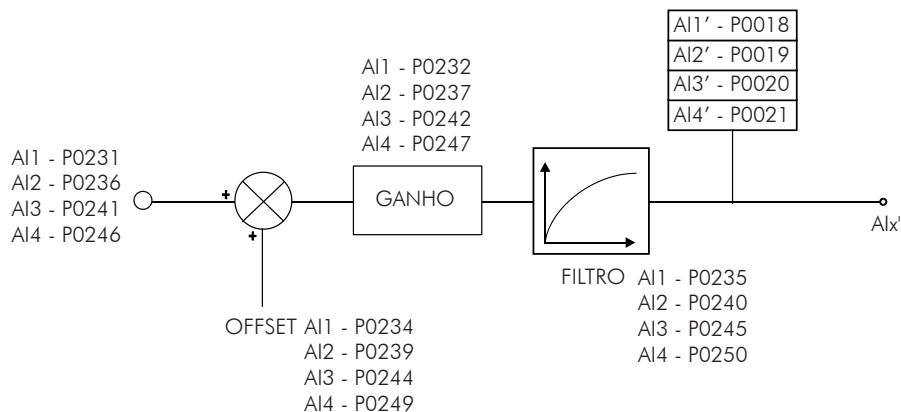 AI1' - P0018
AI2' - P0019
AI3' - P0020
AI4' - P0021
AI1 - P0232
AI2 - P0237
AI3 - P0242
AI4 - P0247
AI1 - P0231
AI2 - P0236
AI3 - P0241
AI4 - P0246
+
+
GANHO
AIx'
FILTRO AI1 - P0235
AI2 - P0240
AI3 - P0245
AI4 - P0250
OFFSET AI1 - P0234
AI2 - P0239
AI3 - P0244
AI4 - P0249